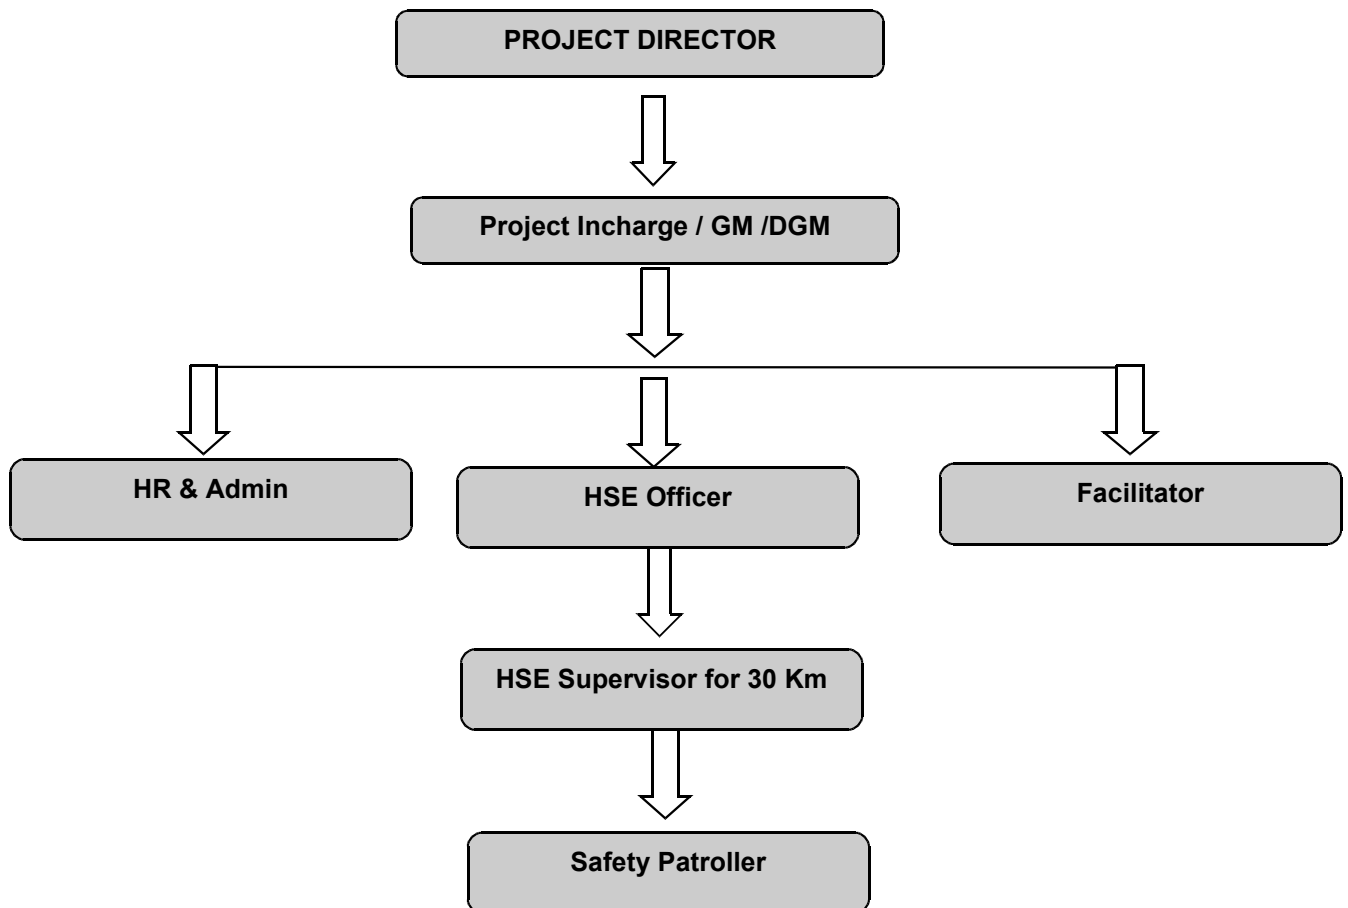 PROJECT DIRECTOR
Project Incharge / GM /DGM
HR & Admin
HSE Officer
Facilitator
HSE Supervisor for 30 Km
Safety Patroller